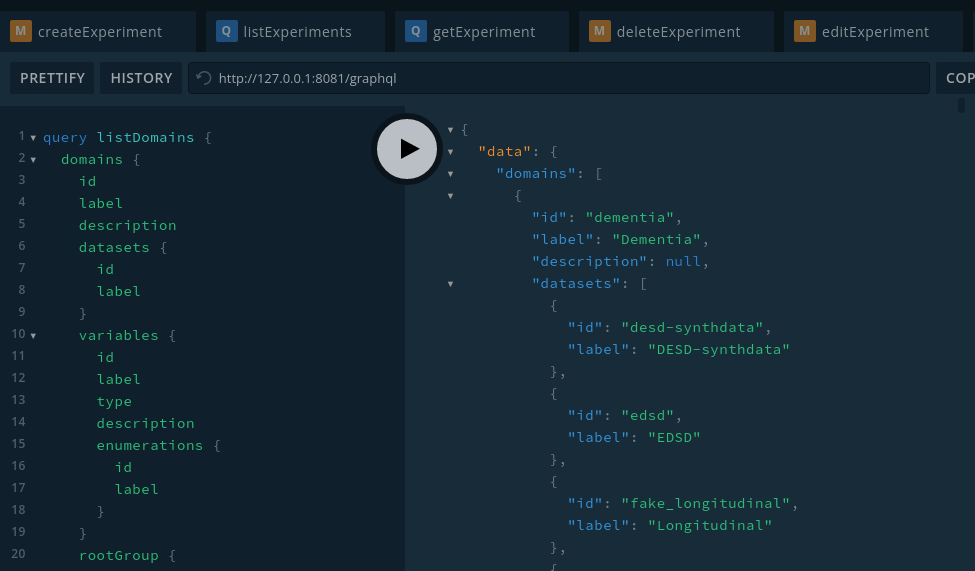 M createExperiment Q listExperiments Q getExperiment M deleteExperiment M editExperiment
PRETTIFY HISTORY http://127.0.0.1:8081/graphql COP
1 query listDomains {
2 domains {
3 id
4 label
5 description
6 datasets {
7 id
8 label
9 }
10 variables {
11 id
12 label
13 type
14 description
15 enumerations {
16 id
17 label
18 }
19 }
20 rootGroup {
{
"data": {
"domains": [
{
"id": "dementia",
"label": "Dementia",
"description": null,
"datasets": [
{
"id": "desd-synthdata",
"label": "DESD-synthdata"
},
{
"id": "edsd",
"label": "EDSD"
},
{
"id": "fake_longitudinal",
"label": "Longitudinal"
},
{